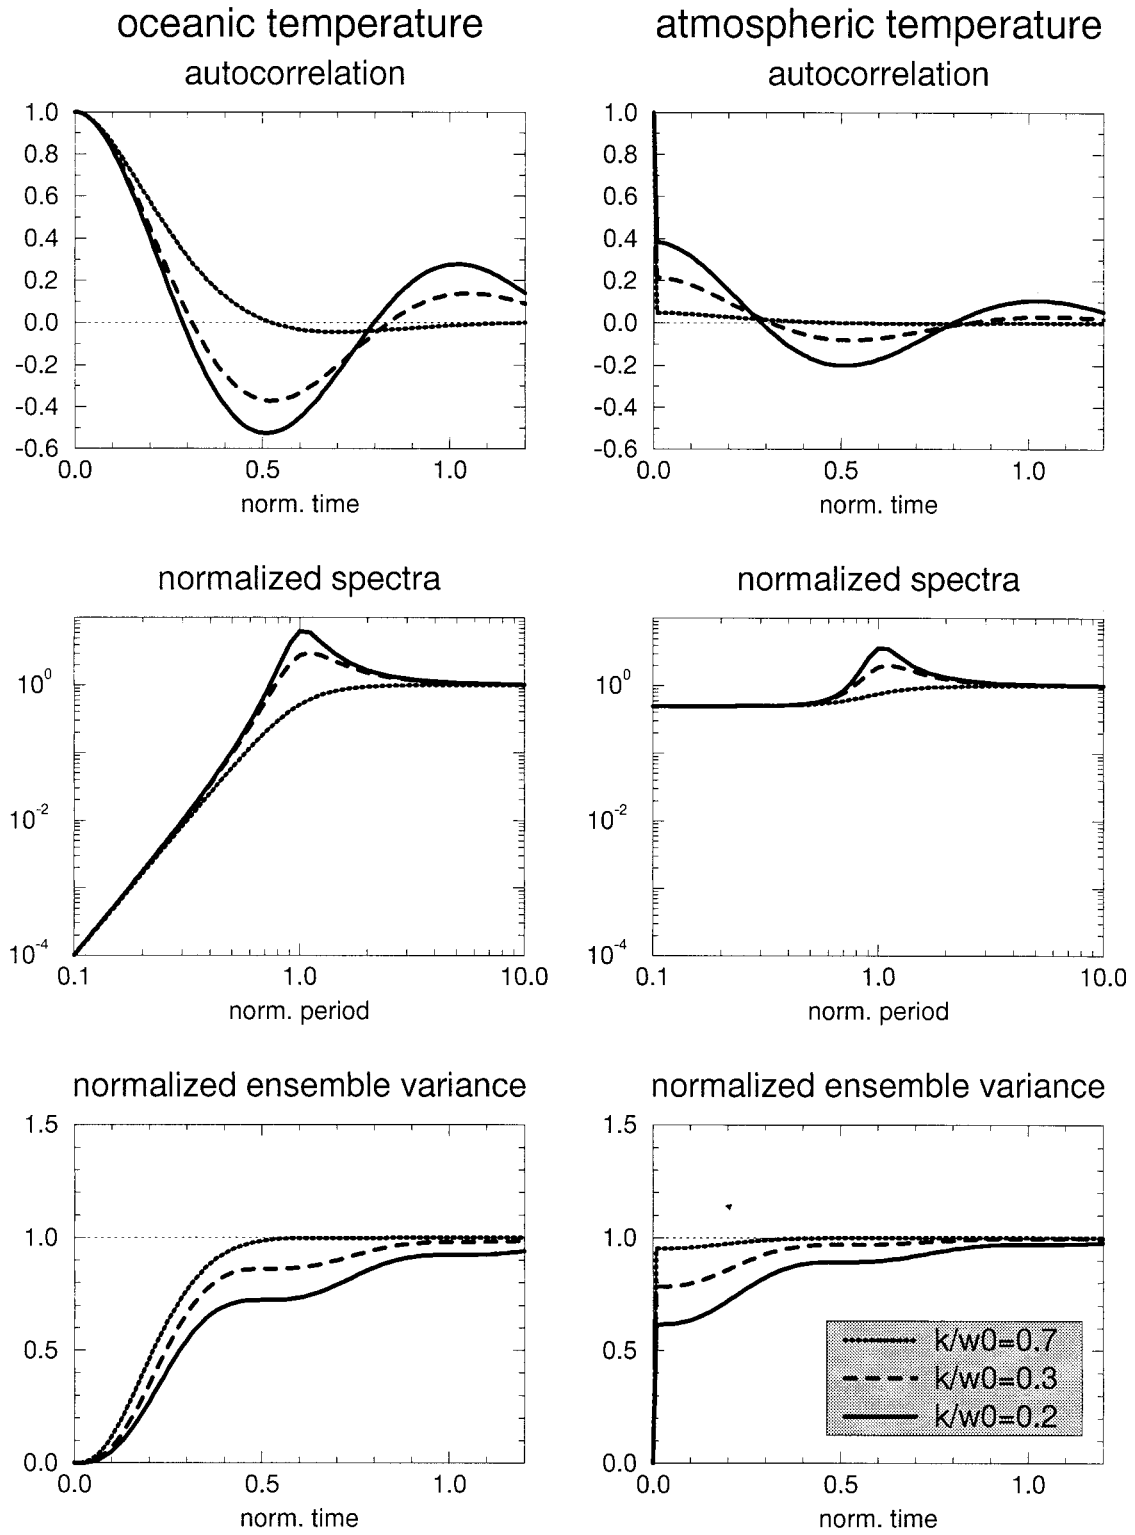 oceanic temperature
autocorrelation
1.0
0.8
0.6
0.4
0.2
0.0
-0.2
-0.4
-0.6
0.0
0.5
1.0
norm. time
atmospheric temperature
autocorrelation
1.0
0.8
0.6
0.4
0.2
0.0
-0.2
-0.4
-0.6
0.0
0.5
1.0
norm. time
normalized spectra
10^0
10^-2
10^-4
0.1
1.0
10.0
norm. period
normalized spectra
10^0
10^-2
10^-4
0.1
1.0
10.0
norm. period
normalized ensemble variance
1.5
1.0
0.5
0.0
0.0
0.5
1.0
norm. time
normalized ensemble variance
1.5
1.0
0.5
0.0
0.0
0.5
1.0
norm. time
k/w0=0.7
k/w0=0.3
k/w0=0.2